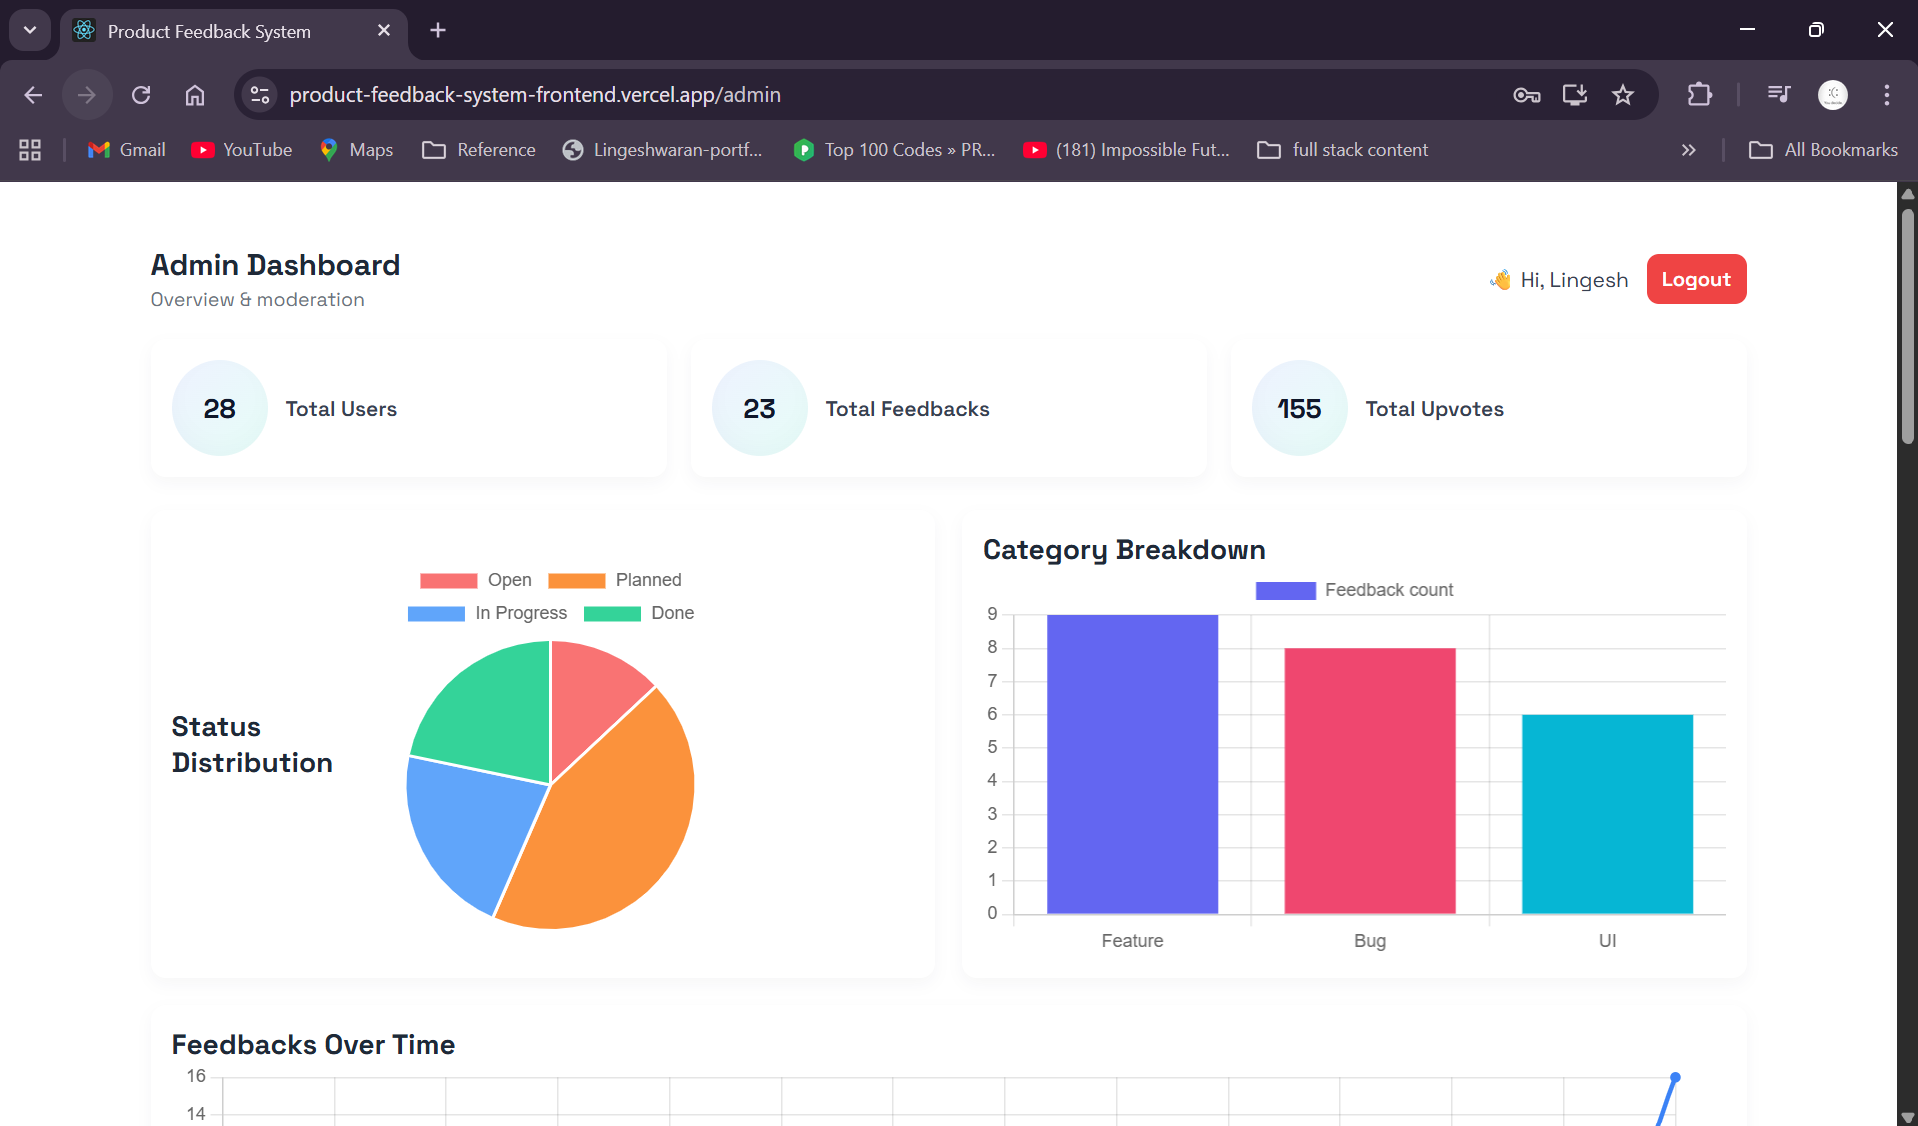 Product Feedback System
product-feedback-system-frontend.vercel.app/admin
Gmail YouTube Maps Reference Lingeshwaran-portf... Top 100 Codes » PR... (181) Impossible Fut... full stack content » All Bookmarks
Admin Dashboard
Overview & moderation
👋 Hi, Lingesh Logout
28 Total Users
23 Total Feedbacks
155 Total Upvotes
Status
Distribution
Open Planned
In Progress Done
Category Breakdown
Feedback count
9
8
7
6
5
4
3
2
1
0
Feature Bug UI
Feedbacks Over Time
16
14